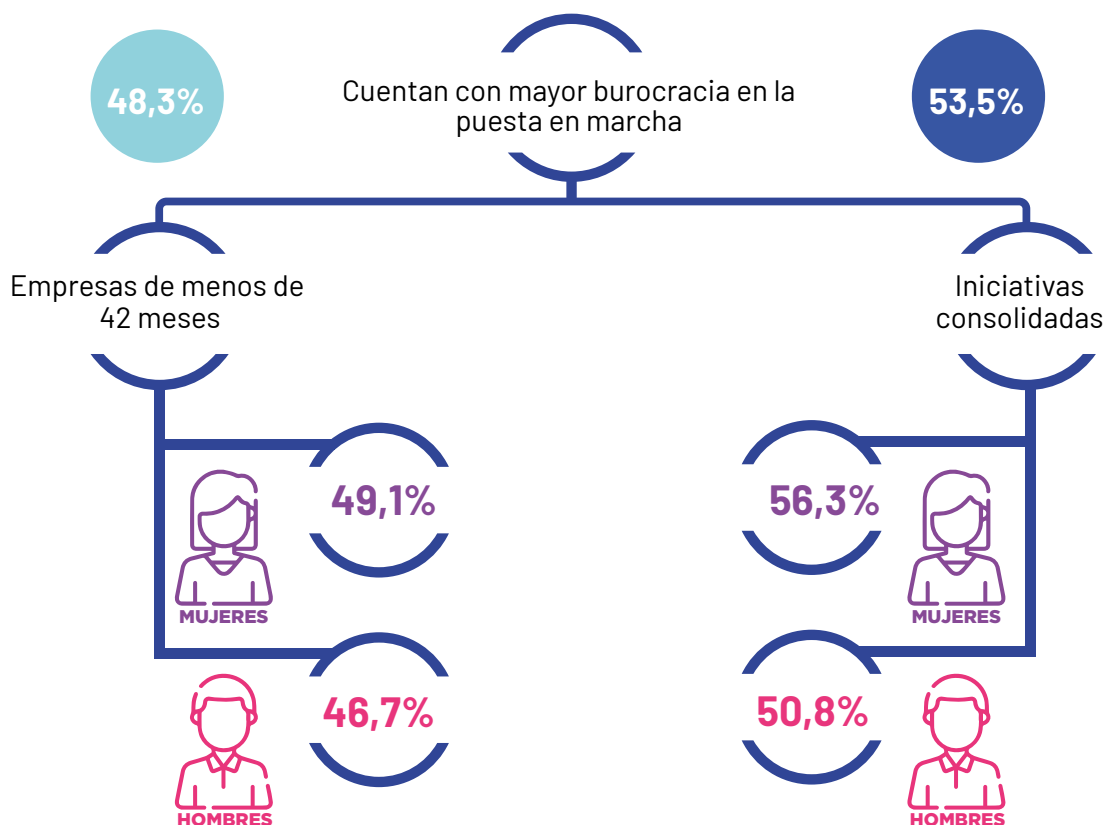 48,3%
Cuentan con mayor burocracia en la
puesta en marcha
53,5%
Empresas de menos de
42 meses
Iniciativas
consolidadas
49,1%
MUJERES
56,3%
MUJERES
46,7%
HOMBRES
50,8%
HOMBRES